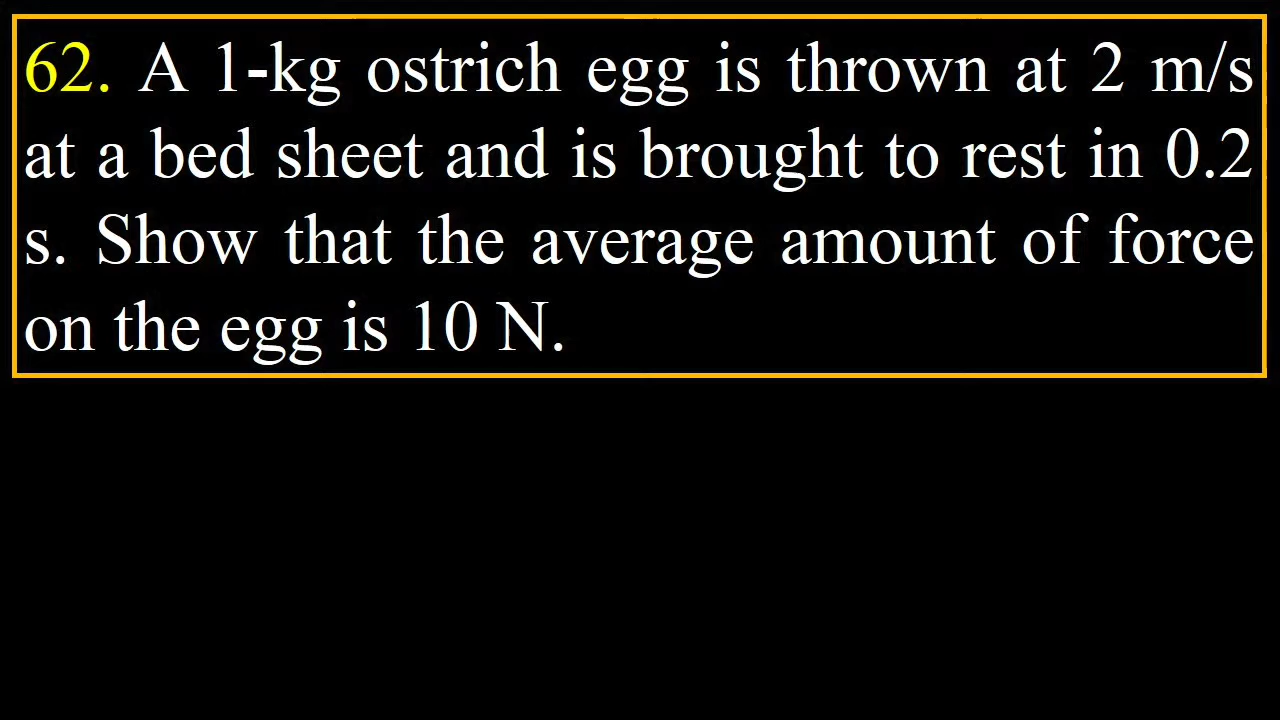 62. A 1-kg ostrich egg is thrown at 2 m/s
at a bed sheet and is brought to rest in 0.2
s. Show that the average amount of force
on the egg is 10 N.